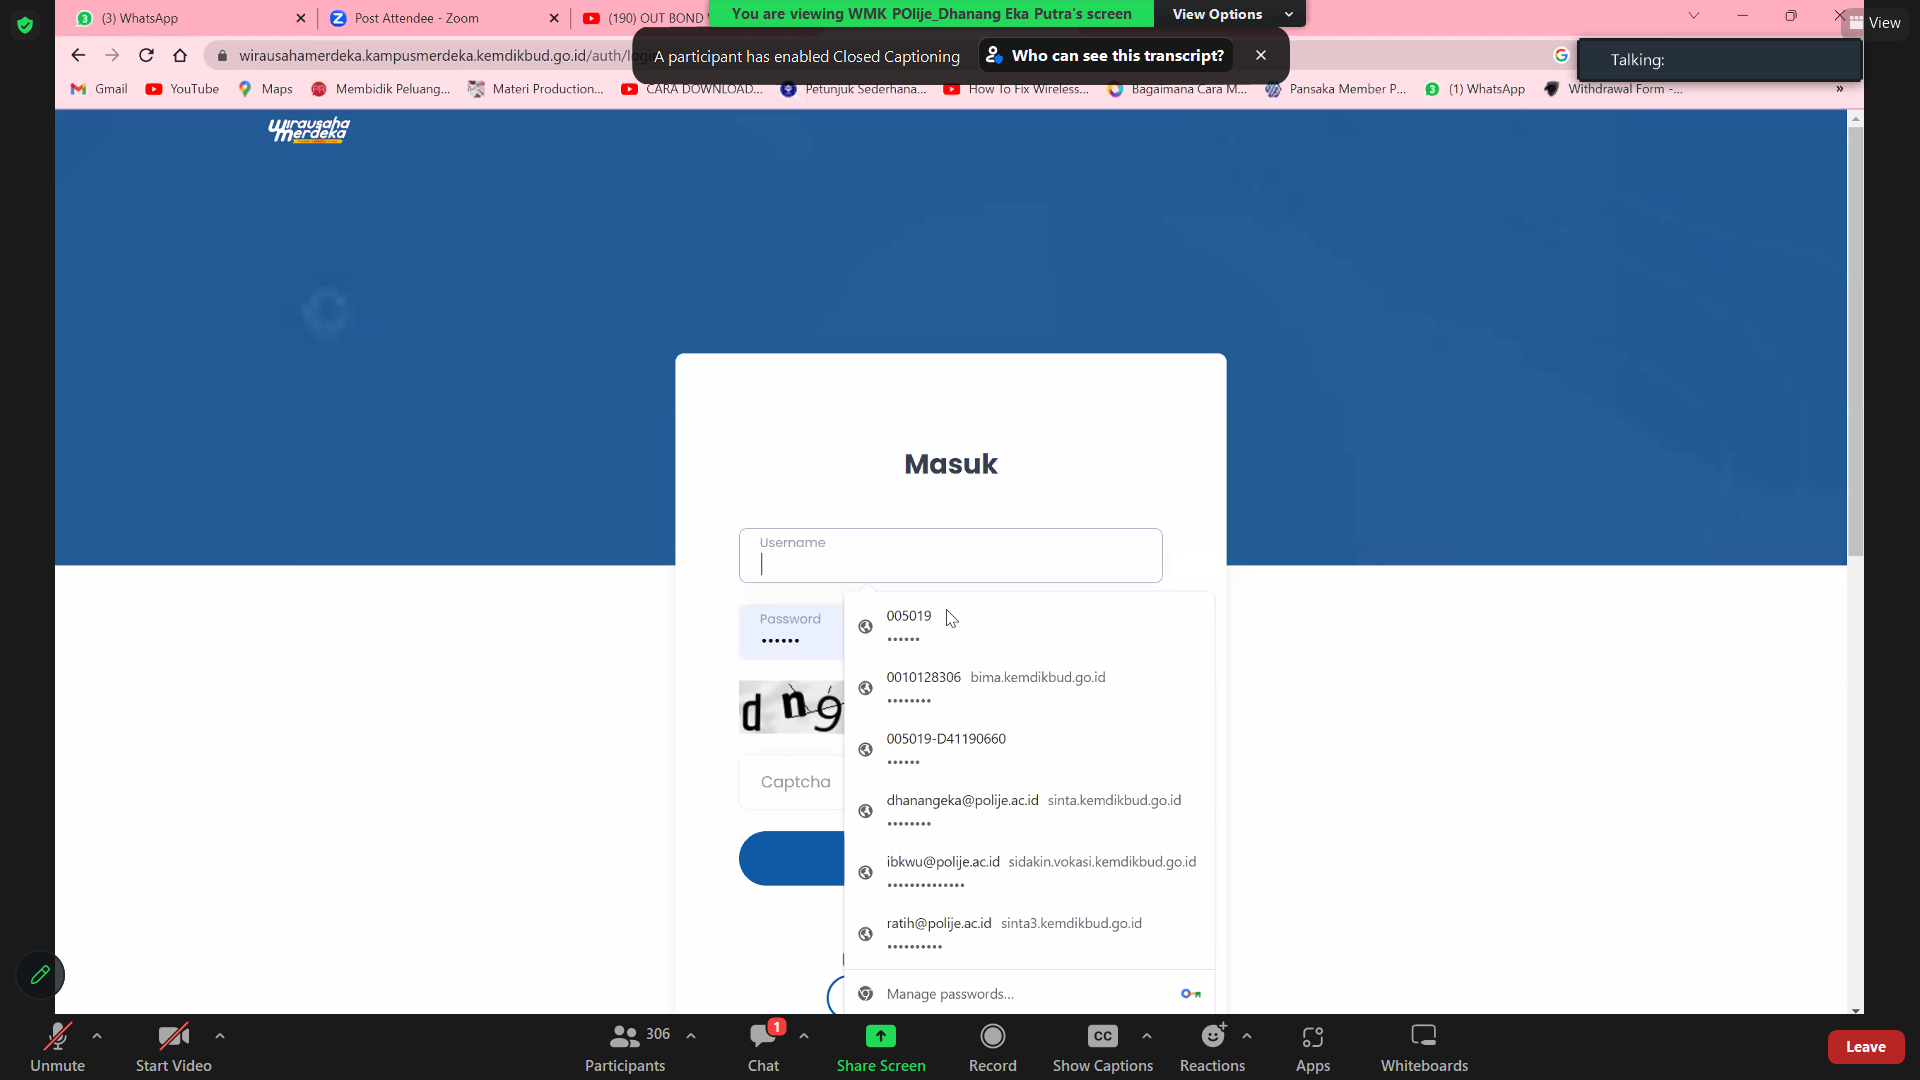 (3) WhatsApp
Post Attendee - Zoom
(190) OUT BOND
You are viewing WMK POlije_Dhanang Eka Putra's screen
View Options
View
wirausahamerdeka.kampusmerdeka.kemdikbud.go.id/auth/
A participant has enabled Closed Captioning
Who can see this transcript?
Talking:
Gmail
YouTube
Maps
Membidik Peluang...
Materi Production...
CARA DOWNLOAD...
Petunjuk Sederhana...
How To Fix Wireless...
Bagaimana Cara M...
Pansaka Member P...
(1) WhatsApp
Withdrawal Form -...
»
Wirausaha
Merdeka
Masuk
Username
Password
••••••
005019
••••••
0010128306 bima.kemdikbud.go.id
••••••••
dn9
005019-D41190660
••••••
Captcha
dhanangeka@polije.ac.id sinta.kemdikbud.go.id
••••••••
ibkwu@polije.ac.id sidakin.vokasi.kemdikbud.go.id
••••••••••••••
ratih@polije.ac.id sinta3.kemdikbud.go.id
••••••••••
Manage passwords...
Unmute
Start Video
306
Participants
1
Chat
Share Screen
Record
CC
Show Captions
Reactions
Apps
Whiteboards
Leave